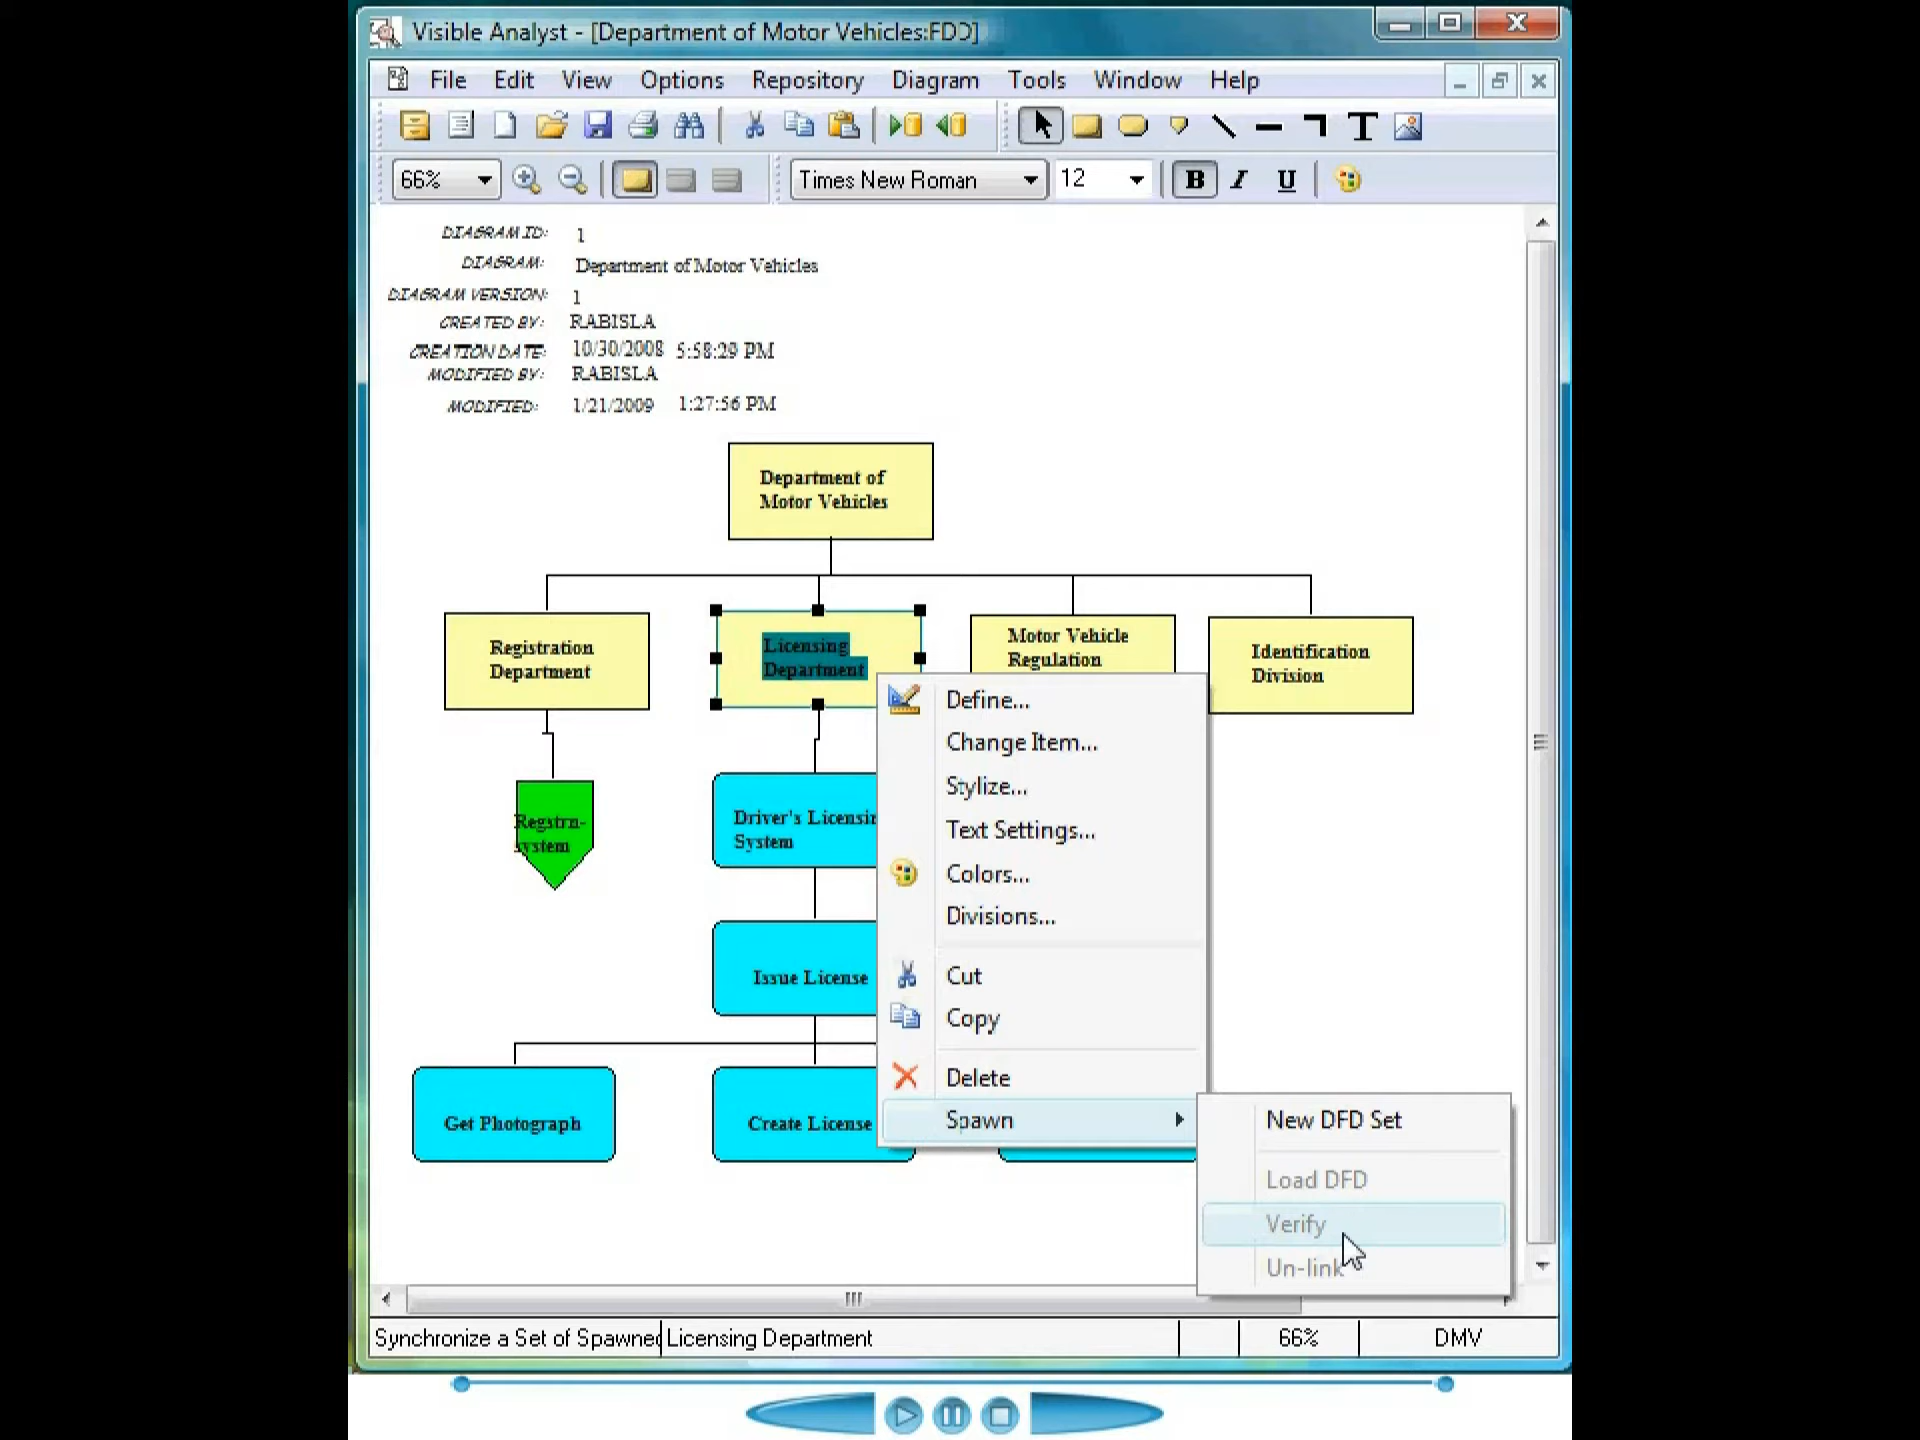 Visible Analyst - [Department of Motor Vehicles:FDD]
File Edit View Options Repository Diagram Tools Window Help
66% Times New Roman 12 B I U
DIAGRAM ID: 1
DIAGRAM: Department of Motor Vehicles
DIAGRAM VERSION: 1
CREATED BY: RABISLA
CREATION DATE: 10/30/2008 5:58:29 PM
MODIFIED BY: RABISLA
MODIFIED: 1/21/2009 1:27:56 PM
Department of
Motor Vehicles
Registration
Department
Licensing
Department
Motor Vehicle
Regulation
Identification
Division
Regstrn-
system
Driver's Licensin
System
Issue License
Get Photograph
Create License
Define...
Change Item...
Stylize...
Text Settings...
Colors...
Divisions...
Cut
Copy
Delete
Spawn
New DFD Set
Load DFD
Verify
Un-link
Synchronize a Set of Spawned Licensing Department 66% DMV